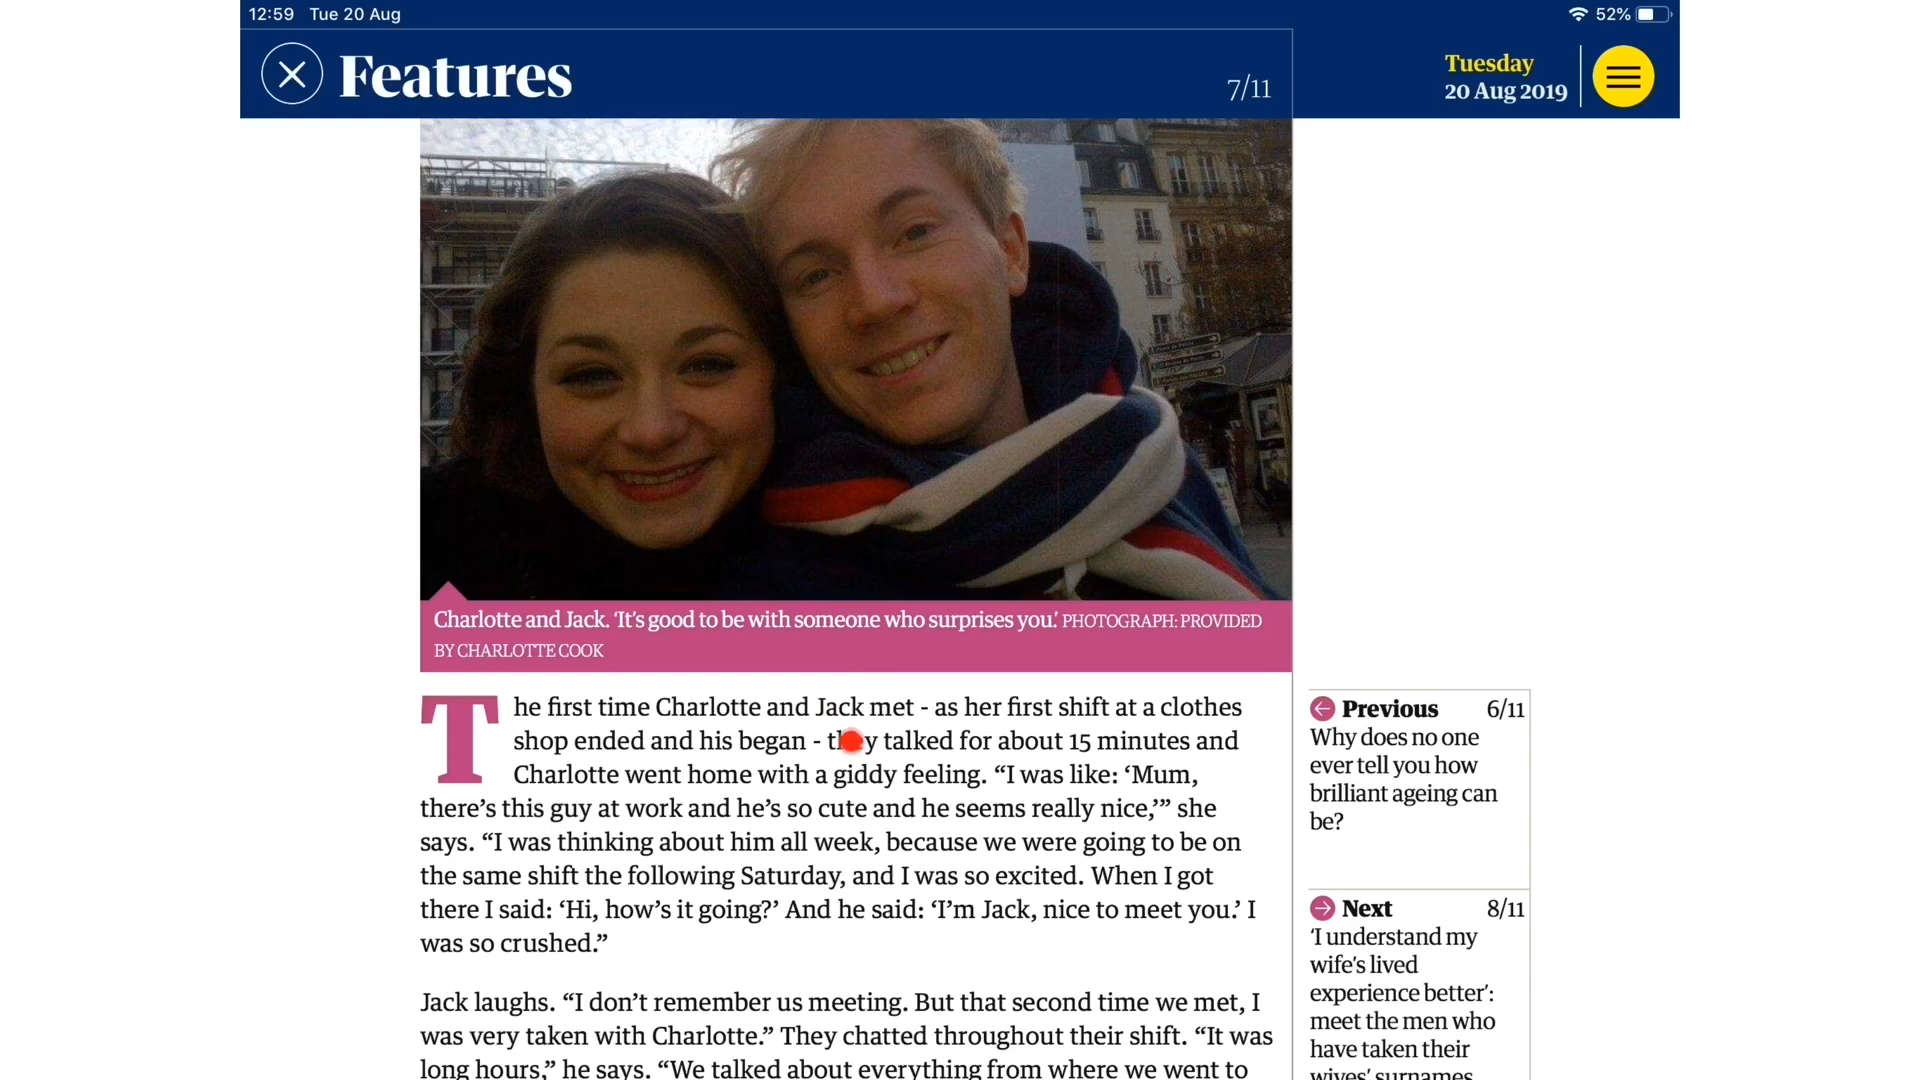 12:59 Tue 20 Aug
52%
Features
7/11
Tuesday
20 Aug 2019
Charlotte and Jack. ‘It’s good to be with someone who surprises you.’ PHOTOGRAPH: PROVIDED
BY CHARLOTTE COOK
The first time Charlotte and Jack met - as her first shift at a clothes
shop ended and his began - they talked for about 15 minutes and
Charlotte went home with a giddy feeling. “I was like: ‘Mum,
there’s this guy at work and he’s so cute and he seems really nice,’” she
says. “I was thinking about him all week, because we were going to be on
the same shift the following Saturday, and I was so excited. When I got
there I said: ‘Hi, how’s it going?’ And he said: ‘I’m Jack, nice to meet you.’ I
was so crushed.”
Jack laughs. “I don’t remember us meeting. But that second time we met, I
was very taken with Charlotte.” They chatted throughout their shift. “It was
long hours,” he says. “We talked about everything from where we went to
Previous 6/11
Why does no one
ever tell you how
brilliant ageing can
be?
Next 8/11
‘I understand my
wife’s lived
experience better’:
meet the men who
have taken their
wives’ surnames